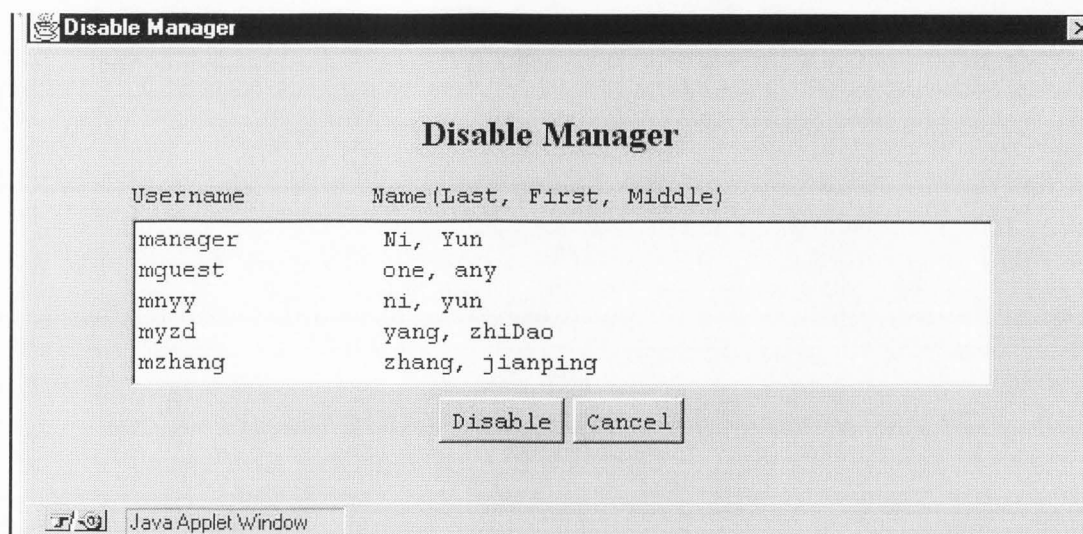 Disable Manager
Disable Manager
Username Name(Last, First, Middle)
manager Ni, Yun
mguest one, any
mnyy ni, yun
myzd yang, zhiDao
mzhang zhang, jianping
Disable Cancel
Java Applet Window